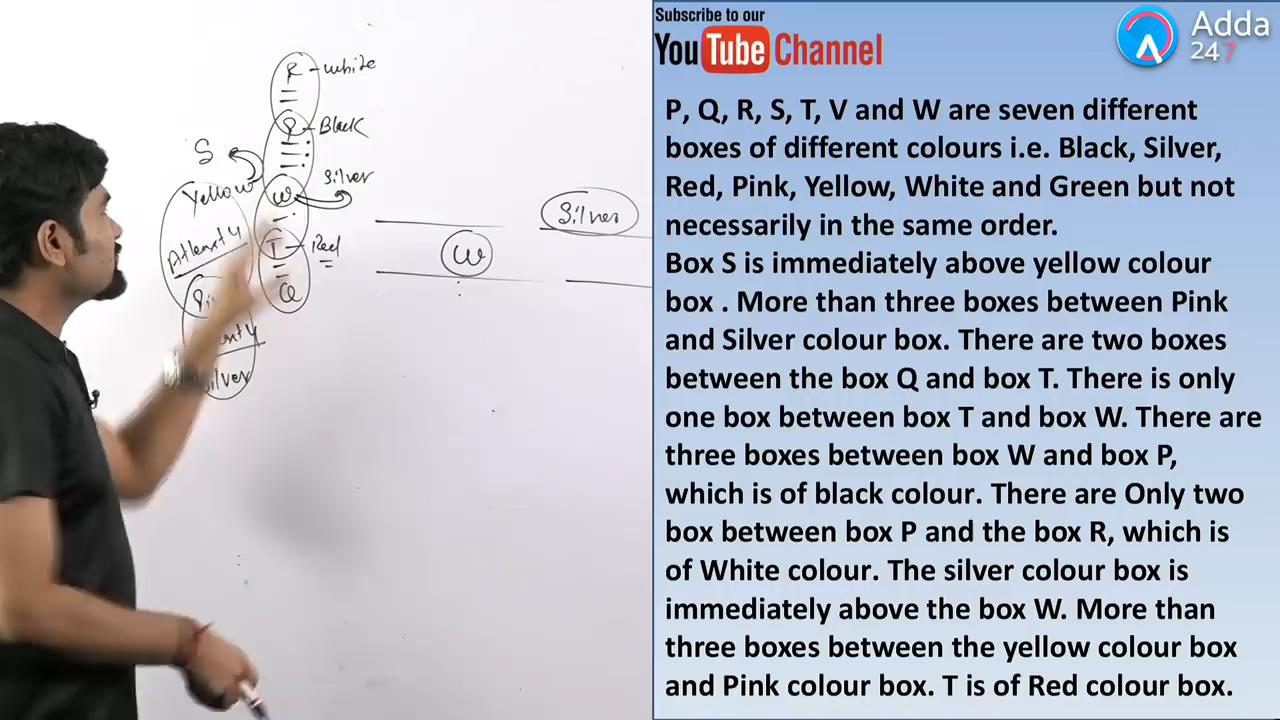 Subscribe to our
YouTube Channel
Adda
247
P, Q, R, S, T, V and W are seven different
boxes of different colours i.e. Black, Silver,
Red, Pink, Yellow, White and Green but not
necessarily in the same order.
Box S is immediately above yellow colour
box . More than three boxes between Pink
and Silver colour box. There are two boxes
between the box Q and box T. There is only
one box between box T and box W. There are
three boxes between box W and box P,
which is of black colour. There are Only two
box between box P and the box R, which is
of White colour. The silver colour box is
immediately above the box W. More than
three boxes between the yellow colour box
and Pink colour box. T is of Red colour box.
R - white
P - Black
S
Yellow
W
Silver
T - Red
Q
Silver
W